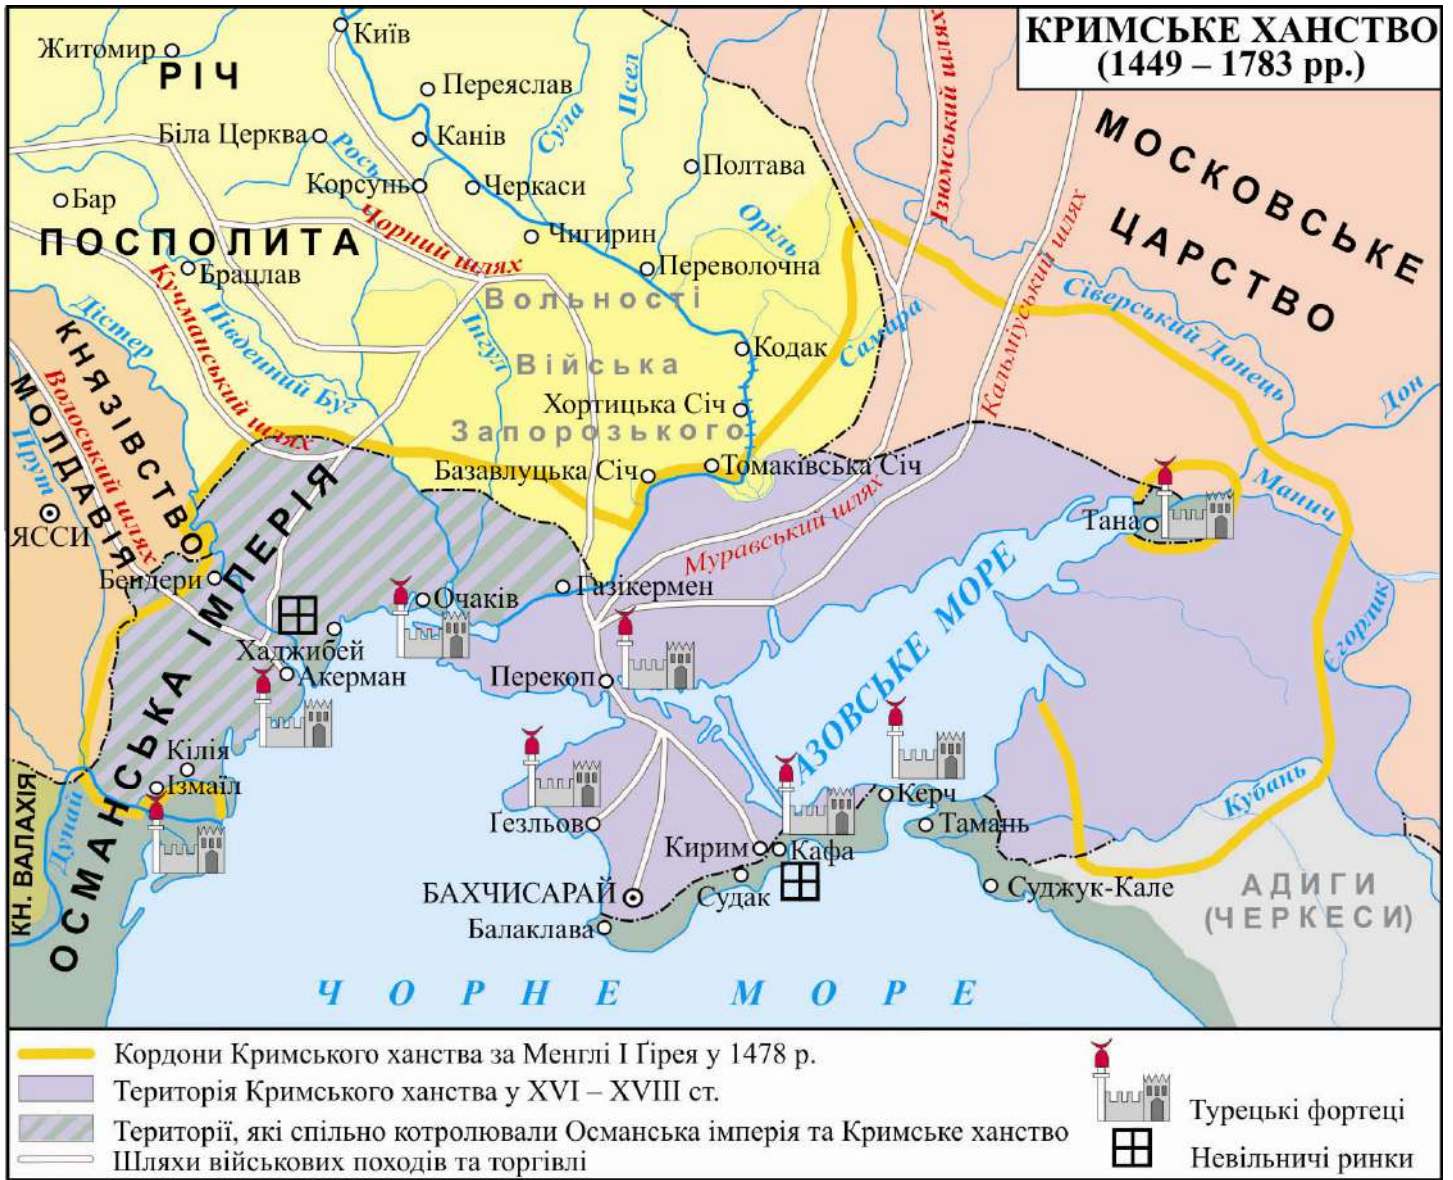 КРИМСЬКЕ ХАНСТВО
(1449 – 1783 рр.)
Житомир
Київ
РІЧ
Переяслав
Біла Церква
Рось
Канів
Сула
Псел
Полтава
Ізюмський шлях
МОСКОВСЬКЕ
ЦАРСТВО
Бар
Корсунь
Черкаси
Чорний шлях
Чигирин
Оріль
Переволочна
ПОСПОЛИТА
Брацлав
Кучманський шлях
Південний Буг
Дістер
КНЯЗІВСТВО
МОЛДАВІЯ
Волоський шлях
Прут
ЯССИ
Інгул
Вольності
Війська
Запорозького
Кодак
Самара
Хортицька Січ
Базавлуцька Січ
Томаківська Січ
Кальміуський шлях
Сіверський Донець
Дон
Манич
Муравський шлях
Тана
Бендери
ОСМАНСЬКА ІМПЕРІЯ
Очаків
Газікермен
Хаджибей
Акерман
Перекоп
АЗОВСЬКЕ МОРЕ
Єгорлик
Кілія
Ізмаїл
КН. ВАЛАХІЯ
Дунай
Ґезльов
Керч
Тамань
Кубань
Кирим
Кафа
БАХЧИСАРАЙ
Судак
Суджук-Кале
Балаклава
АДИГИ
(ЧЕРКЕСИ)
ЧОРНЕ МОРЕ
Кордони Кримського ханства за Менглі І Ґірея у 1478 р.
Територія Кримського ханства у XVI – XVIII ст.
Території, які спільно котролювали Османська імперія та Кримське ханство
Шляхи військових походів та торгівлі
Турецькі фортеці
Невільничі ринки